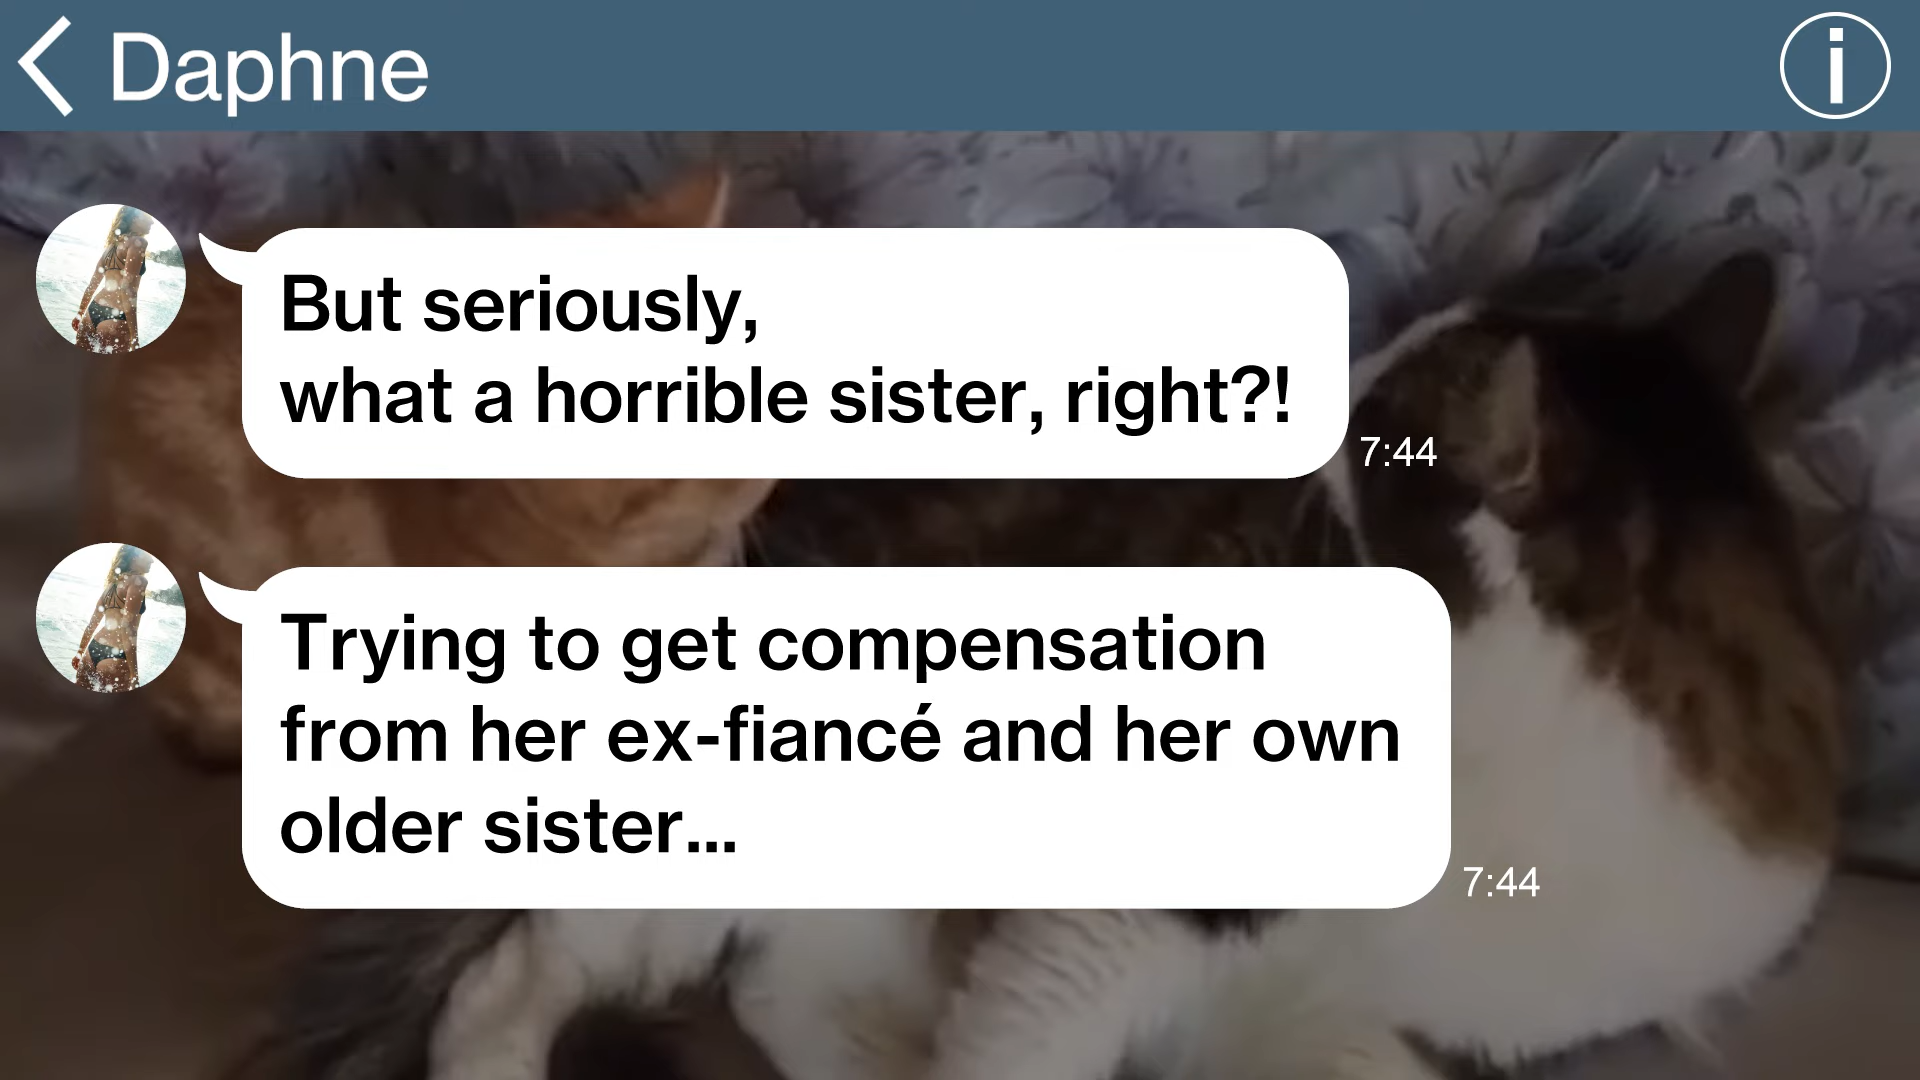 Daphne
But seriously,
what a horrible sister, right?!
7:44
Trying to get compensation
from her ex-fiancé and her own
older sister...
7:44